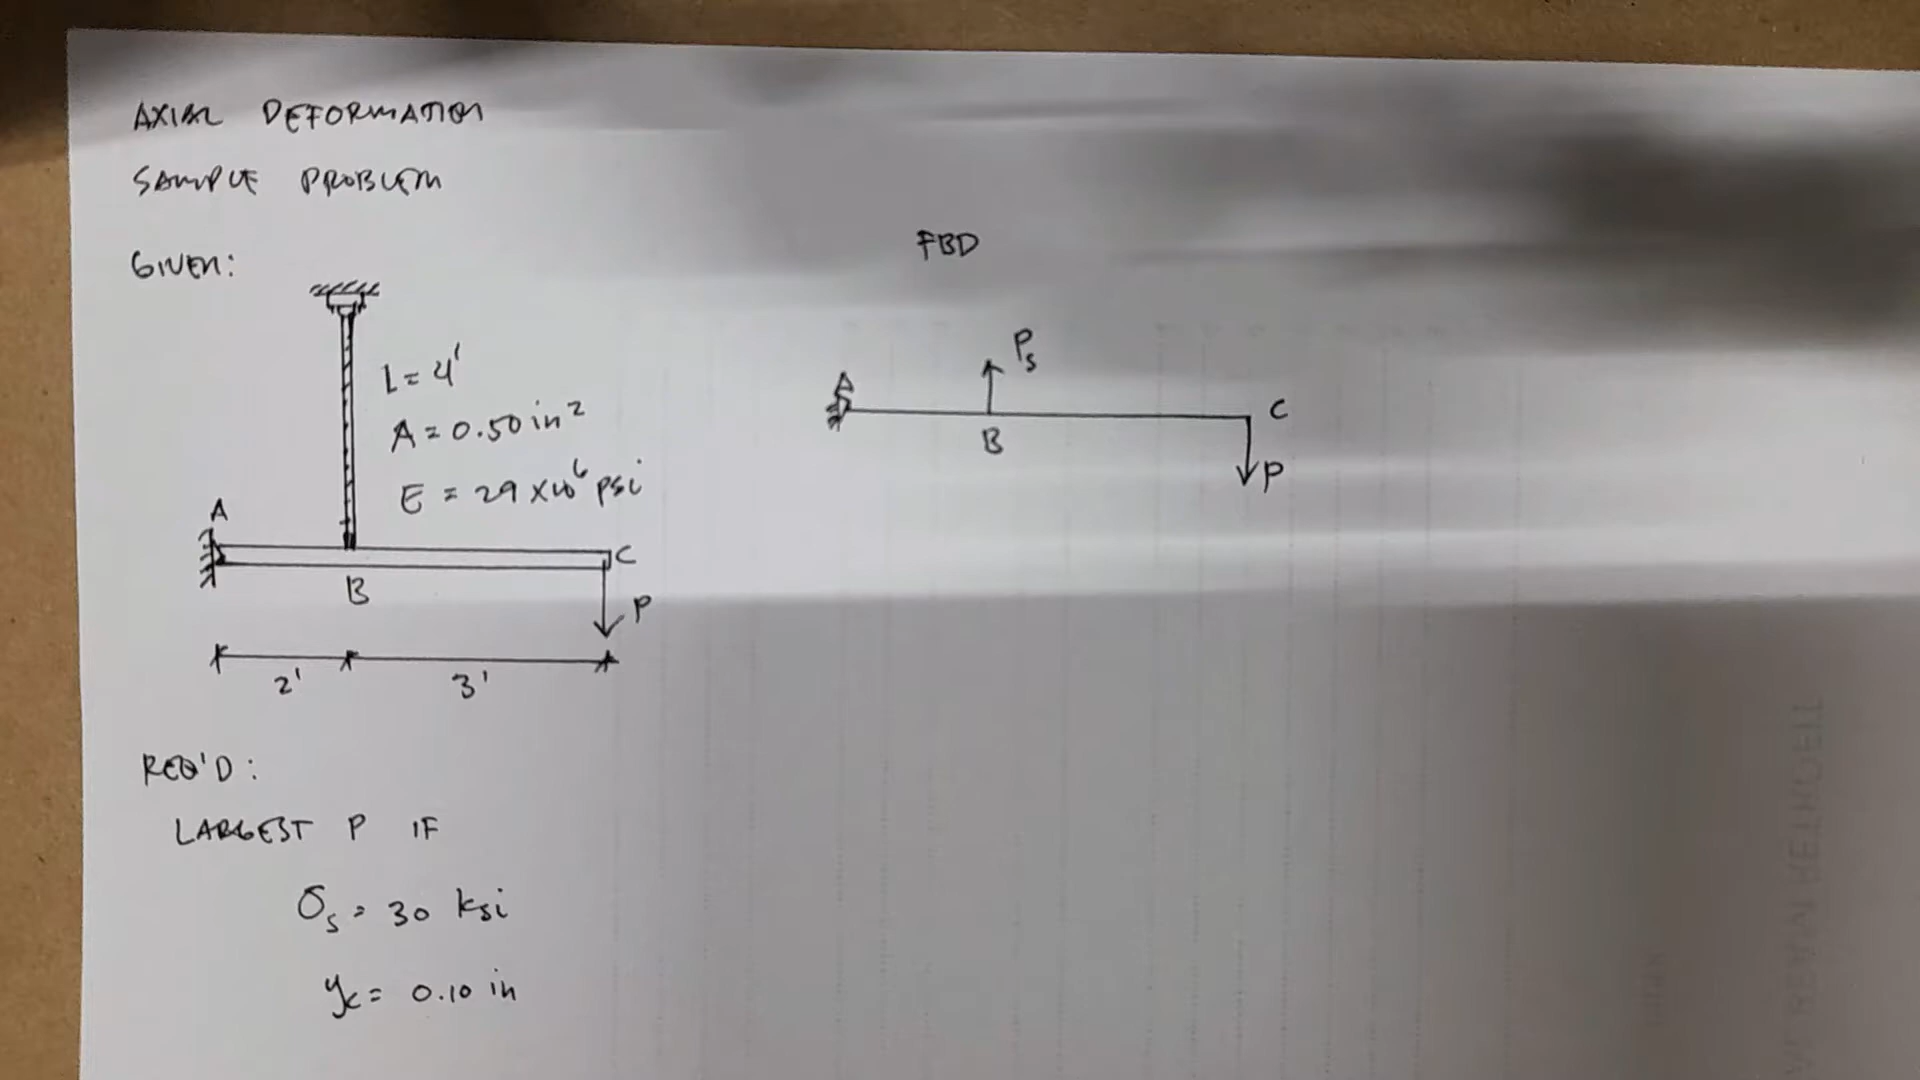 AXIAL DEFORMATION
SAMPLE PROBLEM
GIVEN:
L = 4'
A = 0.50 in²
E = 29 x10⁶ psi
A
B
C
P
2'
3'
REQ'D:
LARGEST P IF
σs = 30 ksi
yc = 0.10 in
FBD
A
Ps
B
C
P